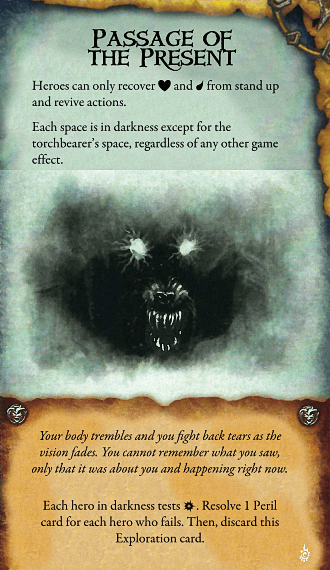 Passage of
the Present
Heroes can only recover and from stand up
and revive actions.
Each space is in darkness except for the
torchbearer's space, regardless of any other game
effect.
Your body trembles and you fight back tears as the
vision fades. You cannot remember what you saw,
only that it was about you and happening right now.
Each hero in darkness tests . Resolve 1 Peril
card for each hero who fails. Then, discard this
Exploration card.